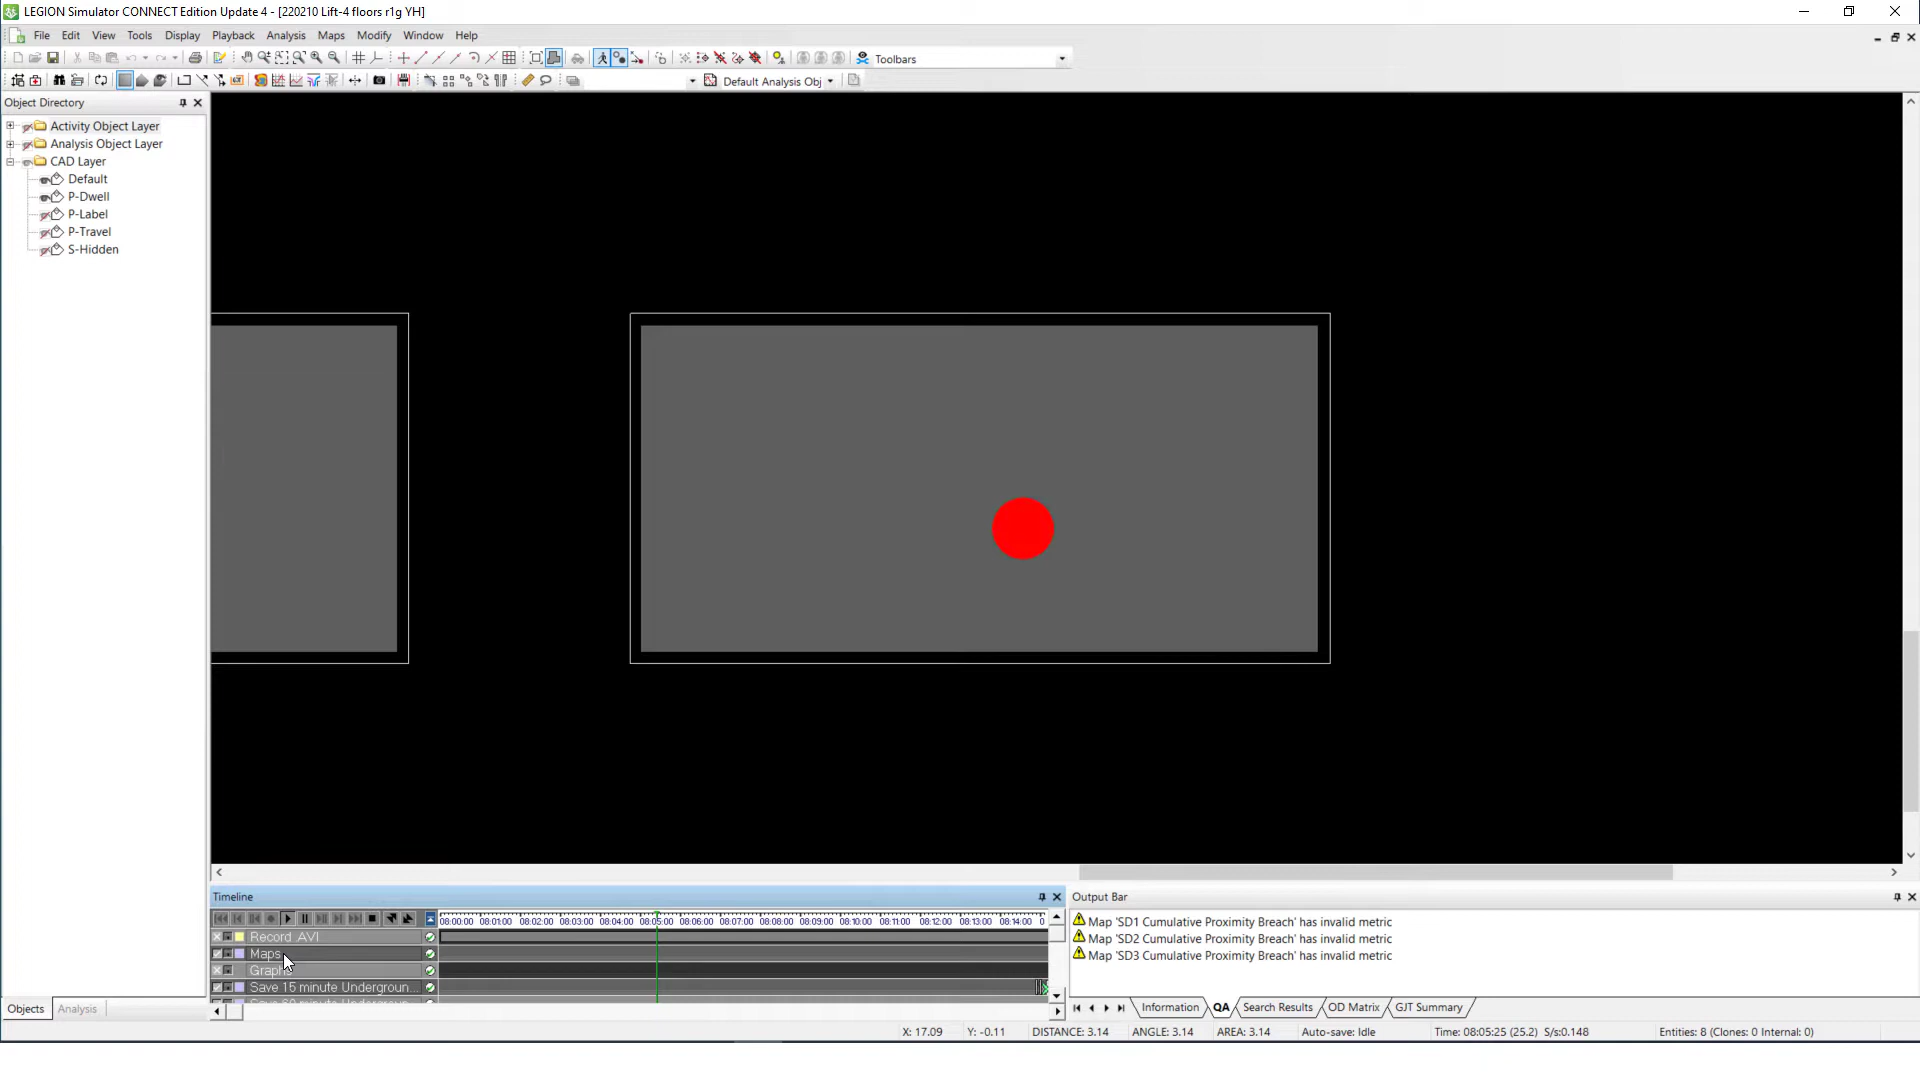 LEGION Simulator CONNECT Edition Update 4 - [220210 Lift-4 floors r1g YH]
File Edit View Tools Display Playback Analysis Maps Modify Window Help
Toolbars
Default Analysis Obj
Object Directory
Activity Object Layer
Analysis Object Layer
CAD Layer
Default
P-Dwell
P-Label
P-Travel
S-Hidden
Objects Analysis
Timeline
08:00:00 08:01:00 08:02:00 08:03:00 08:04:00 08:05:00 08:06:00 08:07:00 08:08:00 08:09:00 08:10:00 08:11:00 08:12:00 08:13:00 08:14:00 0
Record .AVI
Maps
Graphs
Save 15 minute Undergroun...
Save 60 minute Undergroun...
Output Bar
Map 'SD1 Cumulative Proximity Breach' has invalid metric
Map 'SD2 Cumulative Proximity Breach' has invalid metric
Map 'SD3 Cumulative Proximity Breach' has invalid metric
Information QA Search Results OD Matrix GJT Summary
X: 17.09 Y: -0.11 DISTANCE: 3.14 ANGLE: 3.14 AREA: 3.14 Auto-save: Idle Time: 08:05:25 (25.2) S/s:0.148 Entities: 8 (Clones: 0 Internal: 0)